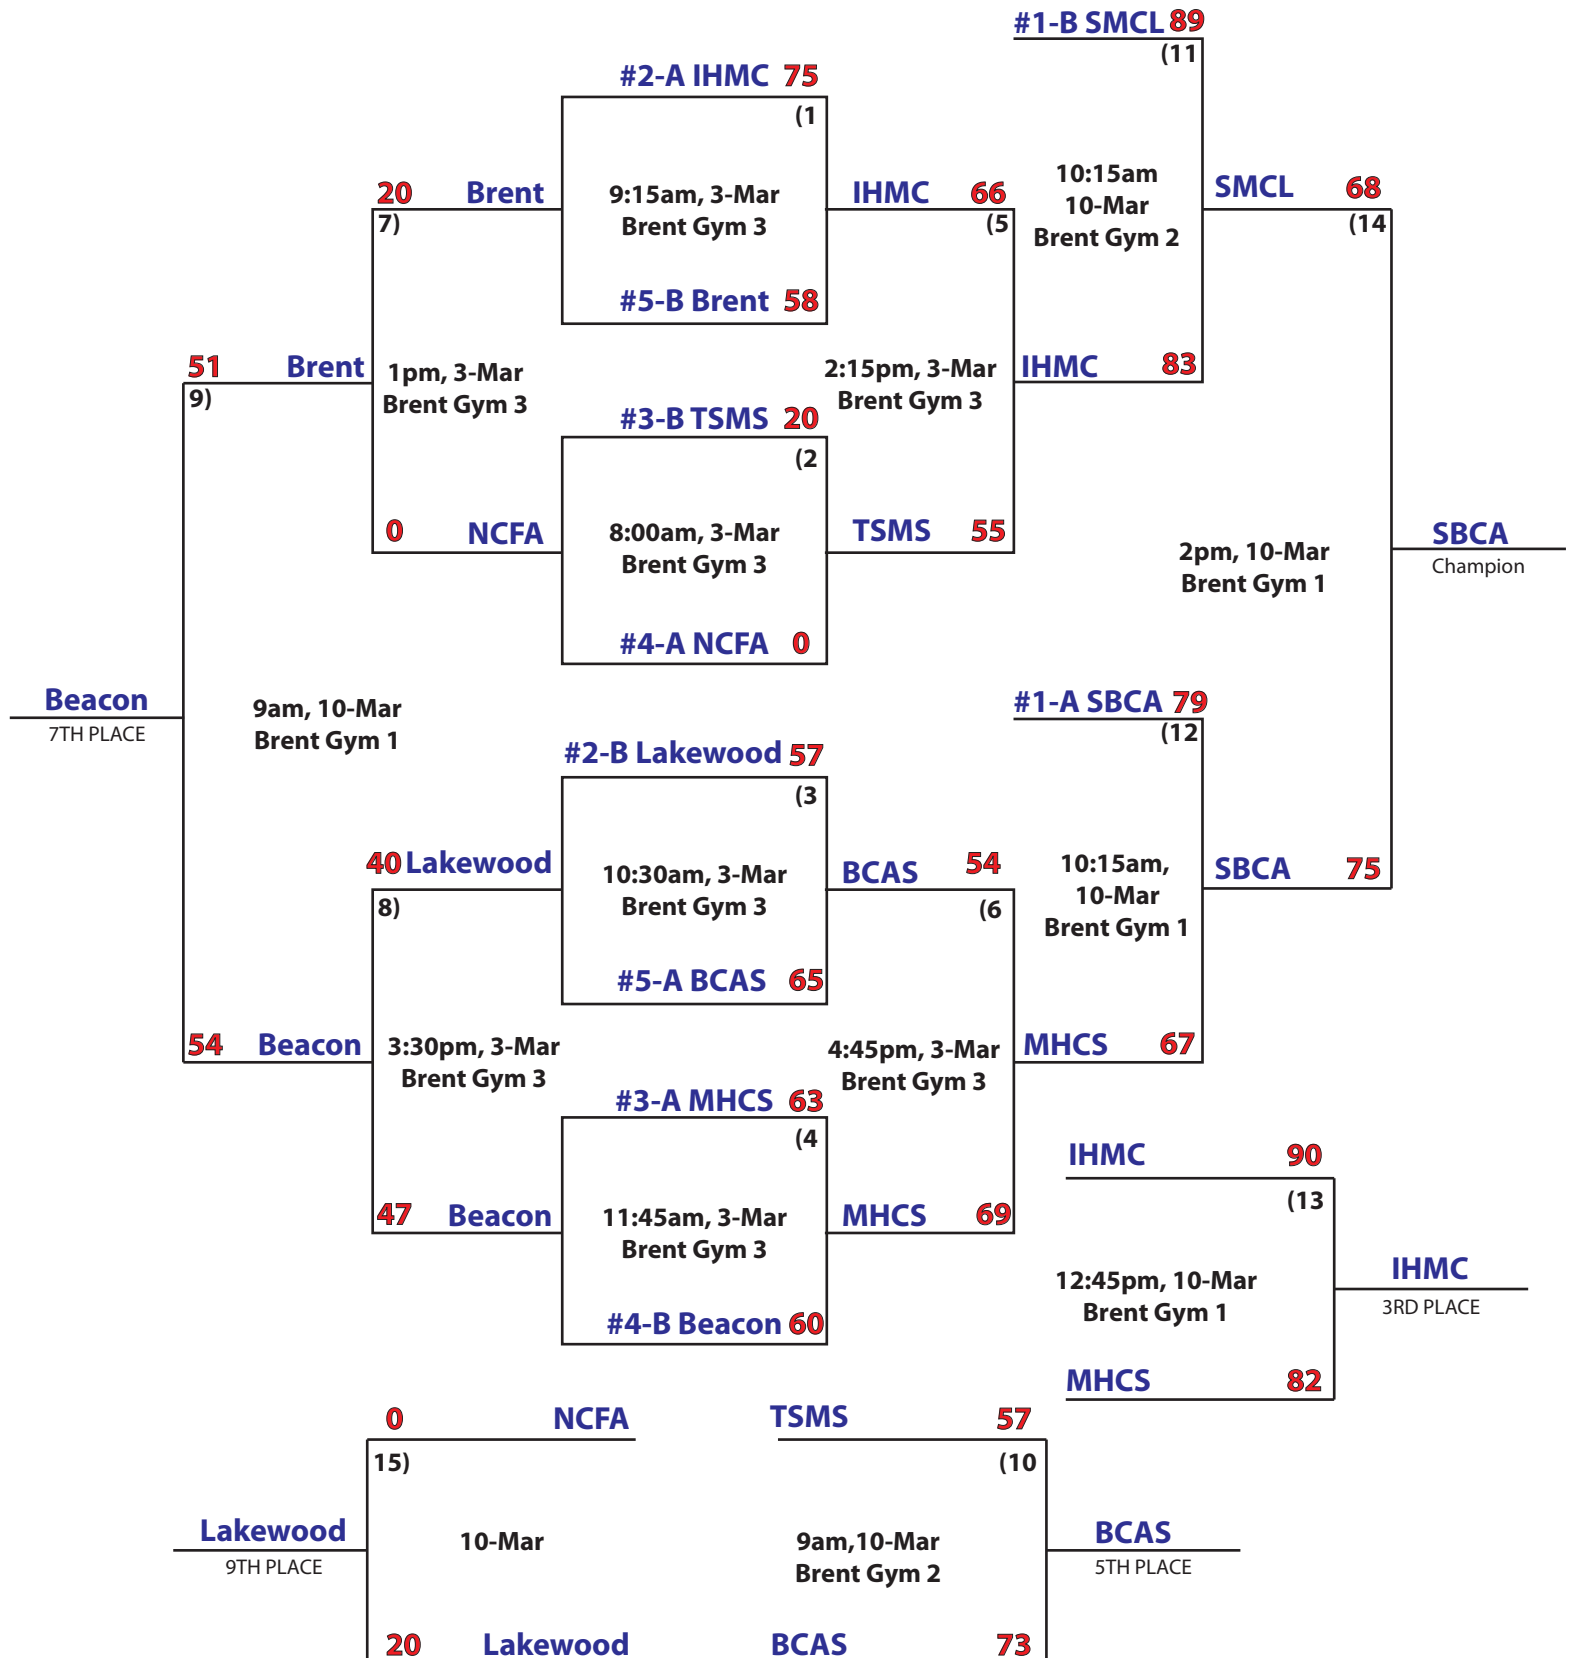 #1-B SMCL 89
(11
#2-A IHMC 75
(1
10:15am
10-Mar
Brent Gym 2
20 Brent
7)
9:15am, 3-Mar
Brent Gym 3
IHMC 66
(5
SMCL 68
(14
#5-B Brent 58
51 Brent
9)
1pm, 3-Mar
Brent Gym 3
2:15pm, 3-Mar
Brent Gym 3
IHMC 83
#3-B TSMS 20
(2
0 NCFA
8:00am, 3-Mar
Brent Gym 3
TSMS 55
2pm, 10-Mar
Brent Gym 1
SBCA
Champion
#4-A NCFA 0
Beacon
7TH PLACE
9am, 10-Mar
Brent Gym 1
#1-A SBCA 79
(12
#2-B Lakewood 57
(3
40 Lakewood
8)
10:30am, 3-Mar
Brent Gym 3
BCAS 54
(6
10:15am,
10-Mar
Brent Gym 1
SBCA 75
#5-A BCAS 65
54 Beacon
3:30pm, 3-Mar
Brent Gym 3
4:45pm, 3-Mar
Brent Gym 3
MHCS 67
#3-A MHCS 63
(4
47 Beacon
11:45am, 3-Mar
Brent Gym 3
MHCS 69
#4-B Beacon 60
IHMC 90
(13
12:45pm, 10-Mar
Brent Gym 1
IHMC
3RD PLACE
MHCS 82
0 NCFA
15)
10-Mar
Lakewood
9TH PLACE
20 Lakewood
TSMS 57
(10
9am,10-Mar
Brent Gym 2
BCAS
5TH PLACE
BCAS 73